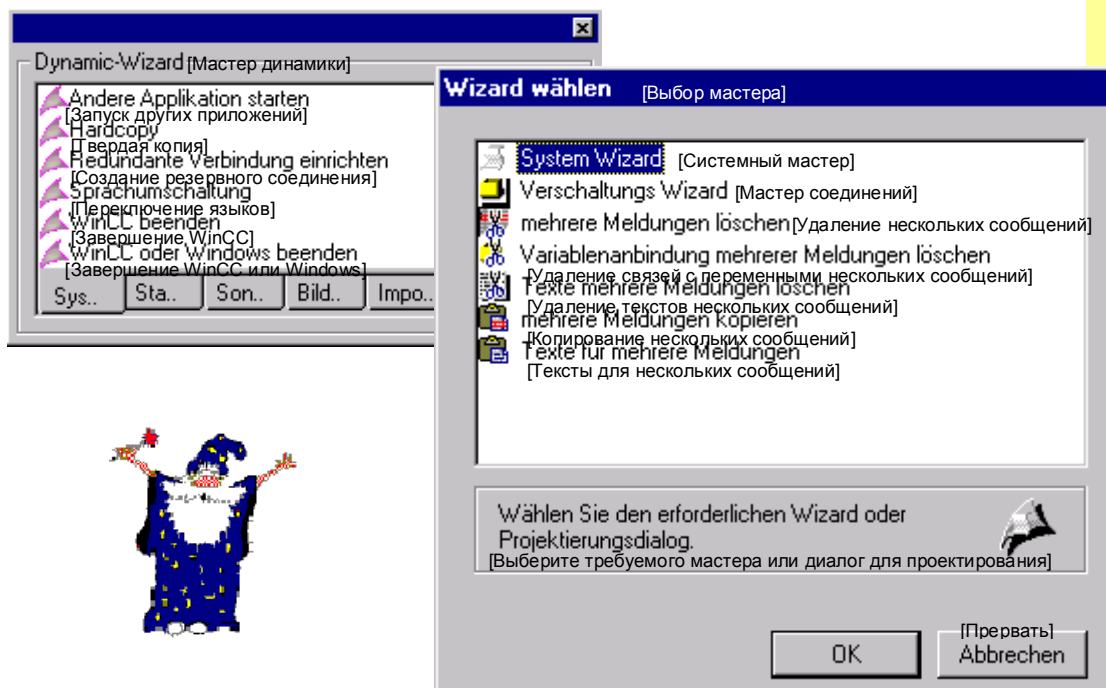 Dynamic-Wizard [Мастер динамики]
Andere Applikation starten
[Запуск других приложений]
Hardcopy
[Твердая копия]
Redundante Verbindung einrichten
[Создание резервного соединения]
Sprachumschaltung
[Переключение языков]
WinCC beenden
[Завершение WinCC]
WinCC oder Windows beenden
[Завершение WinCC или Windows]
Sys.. Sta.. Son.. Bild.. Impo..
Wizard wählen [Выбор мастера]
System Wizard [Системный мастер]
Verschaltungs Wizard [Мастер соединений]
mehrere Meldungen löschen [Удаление нескольких сообщений]
Variablenanbindung mehrerer Meldungen löschen
[Удаление связей с переменными нескольких сообщений]
Texte mehrere Meldungen löschen
[Удаление текстов нескольких сообщений]
mehrere Meldungen kopieren
[Копирование нескольких сообщений]
Texte für mehrere Meldungen
[Тексты для нескольких сообщений]
Wählen Sie den erforderlichen Wizard oder
Projektierungsdialog.
[Выберите требуемого мастера или диалог для проектирования]
[Прервать]
OK Abbrechen